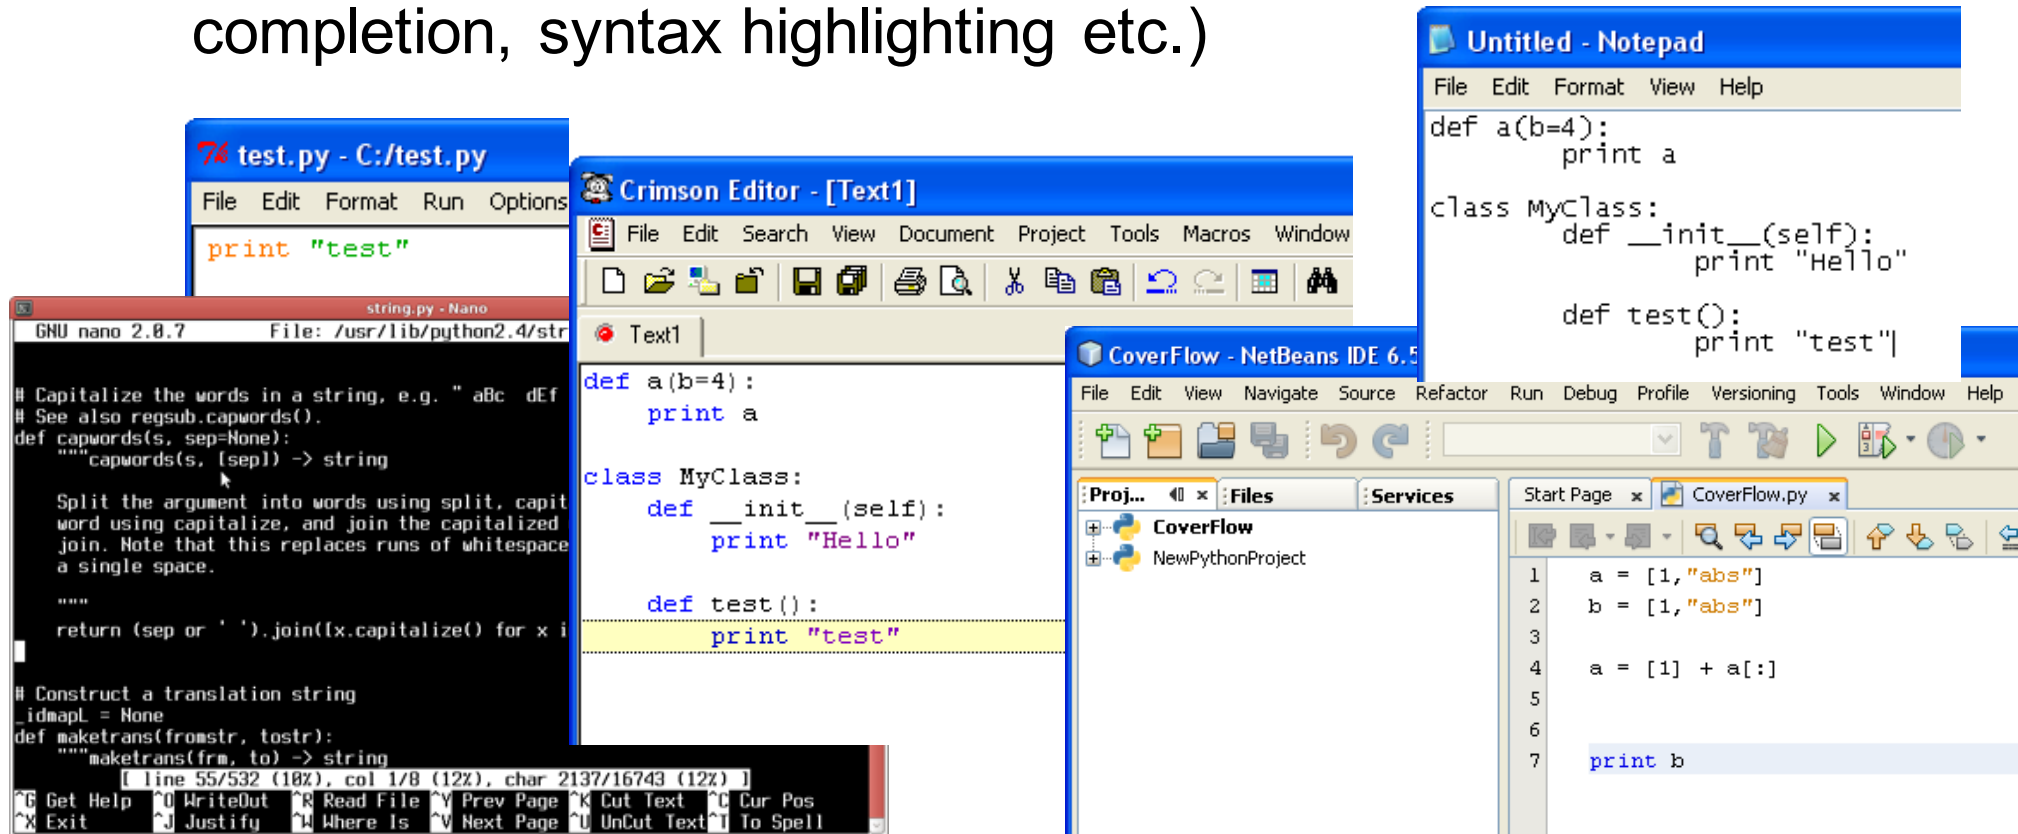 completion, syntax highlighting etc.)
Untitled - Notepad
File Edit Format View Help
def a(b=4):
print a
class MyClass:
def __init__(self):
print "Hello"
def test():
print "test"
test.py - C:/test.py
File Edit Format Run Options
print "test"
Crimson Editor - [Text1]
File Edit Search View Document Project Tools Macros Window
Text1
def a(b=4):
print a
class MyClass:
def __init__(self):
print "Hello"
def test():
print "test"
string.py - Nano
GNU nano 2.0.7 File: /usr/lib/python2.4/str
# Capitalize the words in a string, e.g. " aBc  dEf
# See also regsub.capwords().
def capwords(s, sep=None):
"""capwords(s, [sep]) -> string
Split the argument into words using split, capit
word using capitalize, and join the capitalized
join. Note that this replaces runs of whitespace
a single space.
"""
return (sep or ' ').join([x.capitalize() for x i
# Construct a translation string
_idmapL = None
def maketrans(fromstr, tostr):
"""maketrans(frm, to) -> string
[ line 55/532 (10%), col 1/8 (12%), char 2137/16743 (12%) ]
^G Get Help ^O WriteOut ^R Read File ^Y Prev Page ^K Cut Text ^C Cur Pos
^X Exit ^J Justify ^W Where Is ^V Next Page ^U UnCut Text ^T To Spell
CoverFlow - NetBeans IDE 6.5
File Edit View Navigate Source Refactor Run Debug Profile Versioning Tools Window Help
Proj... Files Services
CoverFlow
NewPythonProject
Start Page CoverFlow.py
1 a = [1,"abs"]
2 b = [1,"abs"]
3
4 a = [1] + a[:]
5
6
7 print b